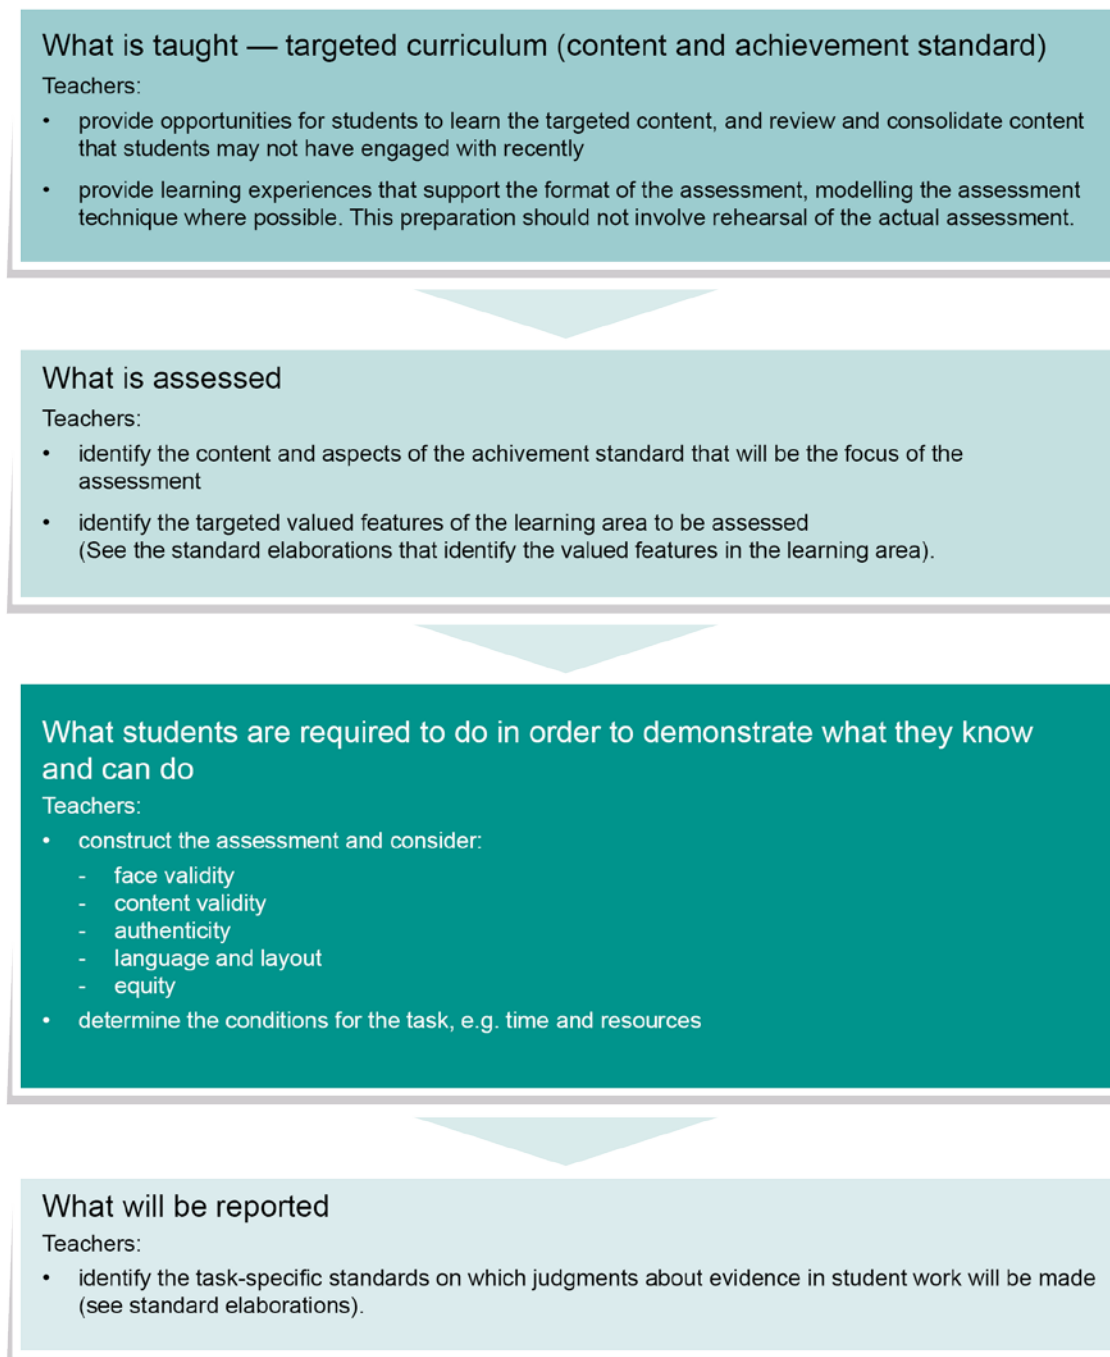 What is taught — targeted curriculum (content and achievement standard)
Teachers:
• provide opportunities for students to learn the targeted content, and review and consolidate content
that students may not have engaged with recently
• provide learning experiences that support the format of the assessment, modelling the assessment
technique where possible. This preparation should not involve rehearsal of the actual assessment.
What is assessed
Teachers:
• identify the content and aspects of the achivement standard that will be the focus of the
assessment
• identify the targeted valued features of the learning area to be assessed
(See the standard elaborations that identify the valued features in the learning area).
What students are required to do in order to demonstrate what they know
and can do
Teachers:
• construct the assessment and consider:
- face validity
- content validity
- authenticity
- language and layout
- equity
• determine the conditions for the task, e.g. time and resources
What will be reported
Teachers:
• identify the task-specific standards on which judgments about evidence in student work will be made
(see standard elaborations).